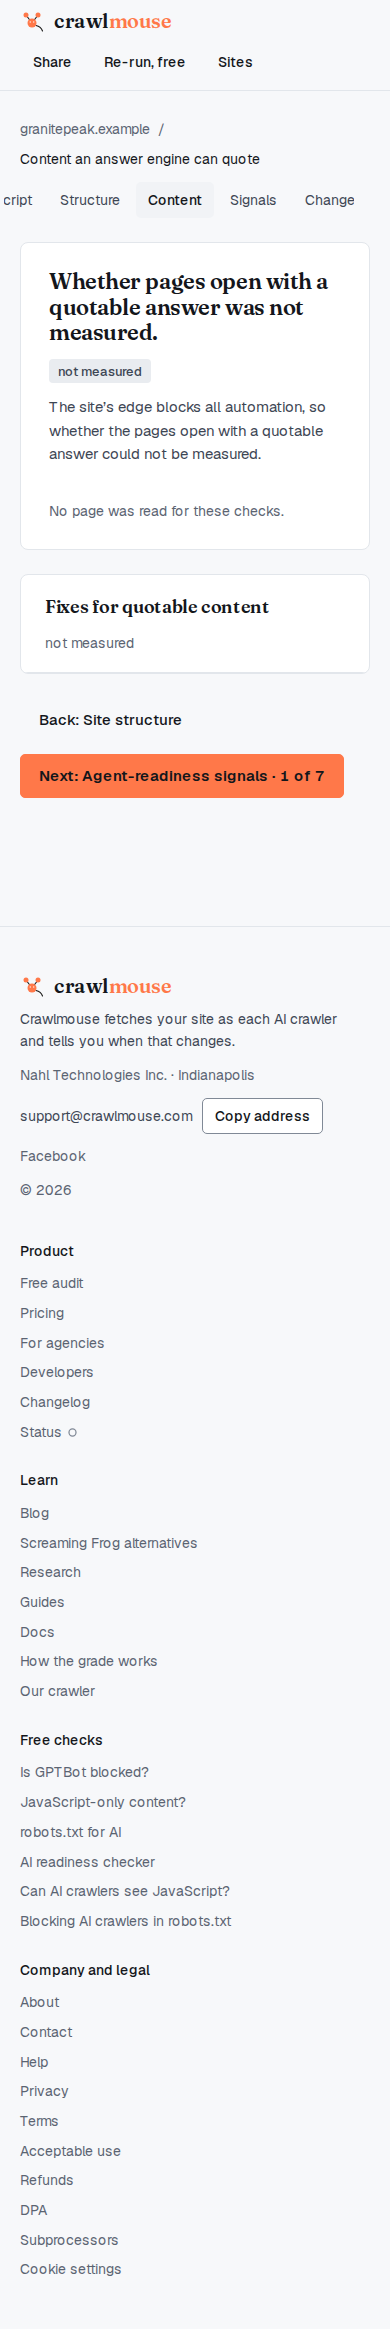 crawlmouse
Share Re-run, free Sites
granitepeak.example /
Content an answer engine can quote
cript Structure Content Signals Change
Whether pages open with a
quotable answer was not
measured.
not measured
The site's edge blocks all automation, so
whether the pages open with a quotable
answer could not be measured.
No page was read for these checks.
Fixes for quotable content
not measured
Back: Site structure
Next: Agent-readiness signals · 1 of 7
crawlmouse
Crawlmouse fetches your site as each AI crawler
and tells you when that changes.
Nahl Technologies Inc. · Indianapolis
support@crawlmouse.com Copy address
Facebook
© 2026
Product
Free audit
Pricing
For agencies
Developers
Changelog
Status
Learn
Blog
Screaming Frog alternatives
Research
Guides
Docs
How the grade works
Our crawler
Free checks
Is GPTBot blocked?
JavaScript-only content?
robots.txt for AI
AI readiness checker
Can AI crawlers see JavaScript?
Blocking AI crawlers in robots.txt
Company and legal
About
Contact
Help
Privacy
Terms
Acceptable use
Refunds
DPA
Subprocessors
Cookie settings